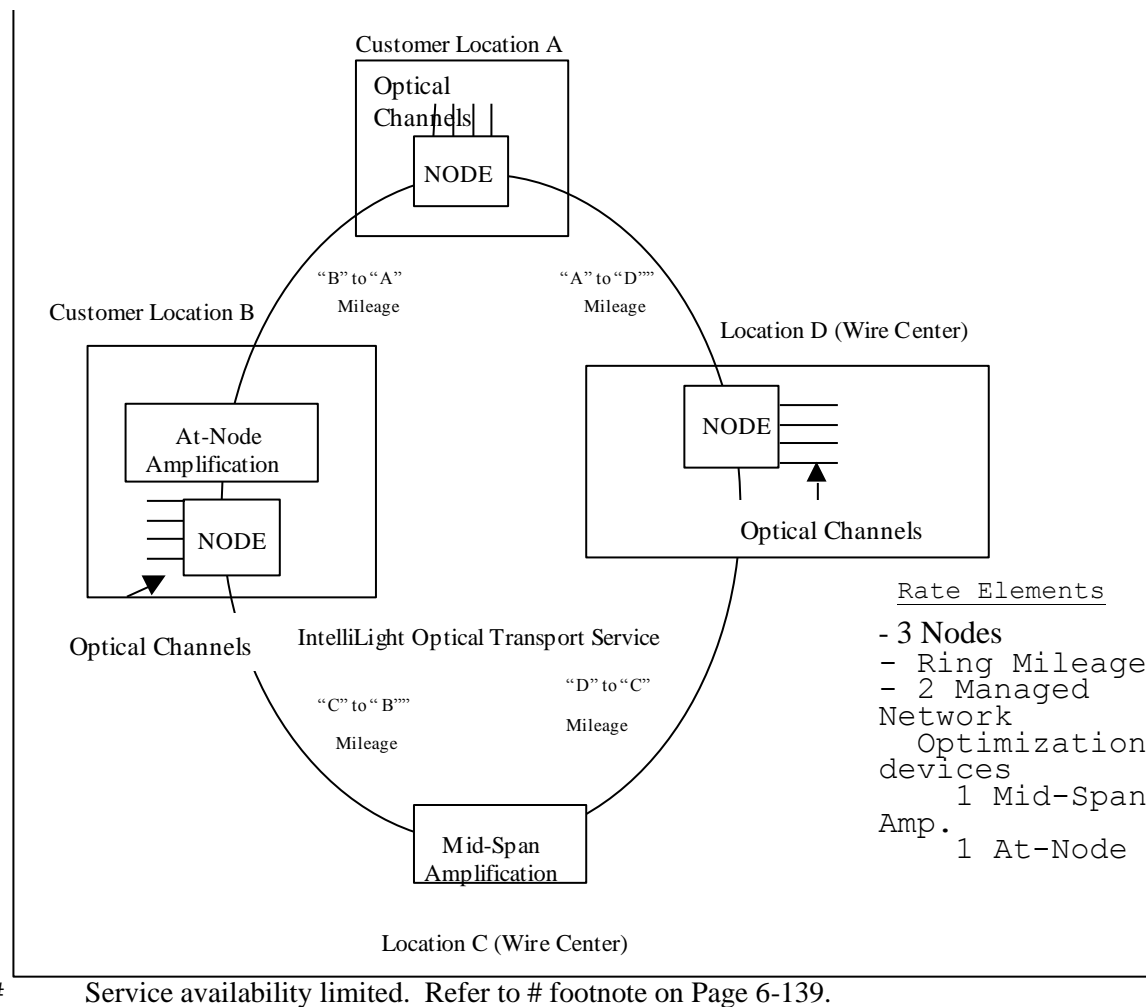 Customer Location A
Optical
Channels
NODE
“B” to “A”
Mileage
“A” to “D””
Mileage
Customer Location B
Location D (Wire Center)
At-Node
Amplification
NODE
NODE
Optical Channels
Optical Channels
IntelliLight Optical Transport Service
“C” to “B””
Mileage
“D” to “C”
Mileage
Rate Elements
- 3 Nodes
- Ring Mileage
- 2 Managed
Network
Optimization
devices
1 Mid-Span
Amp.
1 At-Node
Mid-Span
Amplification
Location C (Wire Center)
# Service availability limited. Refer to # footnote on Page 6-139.